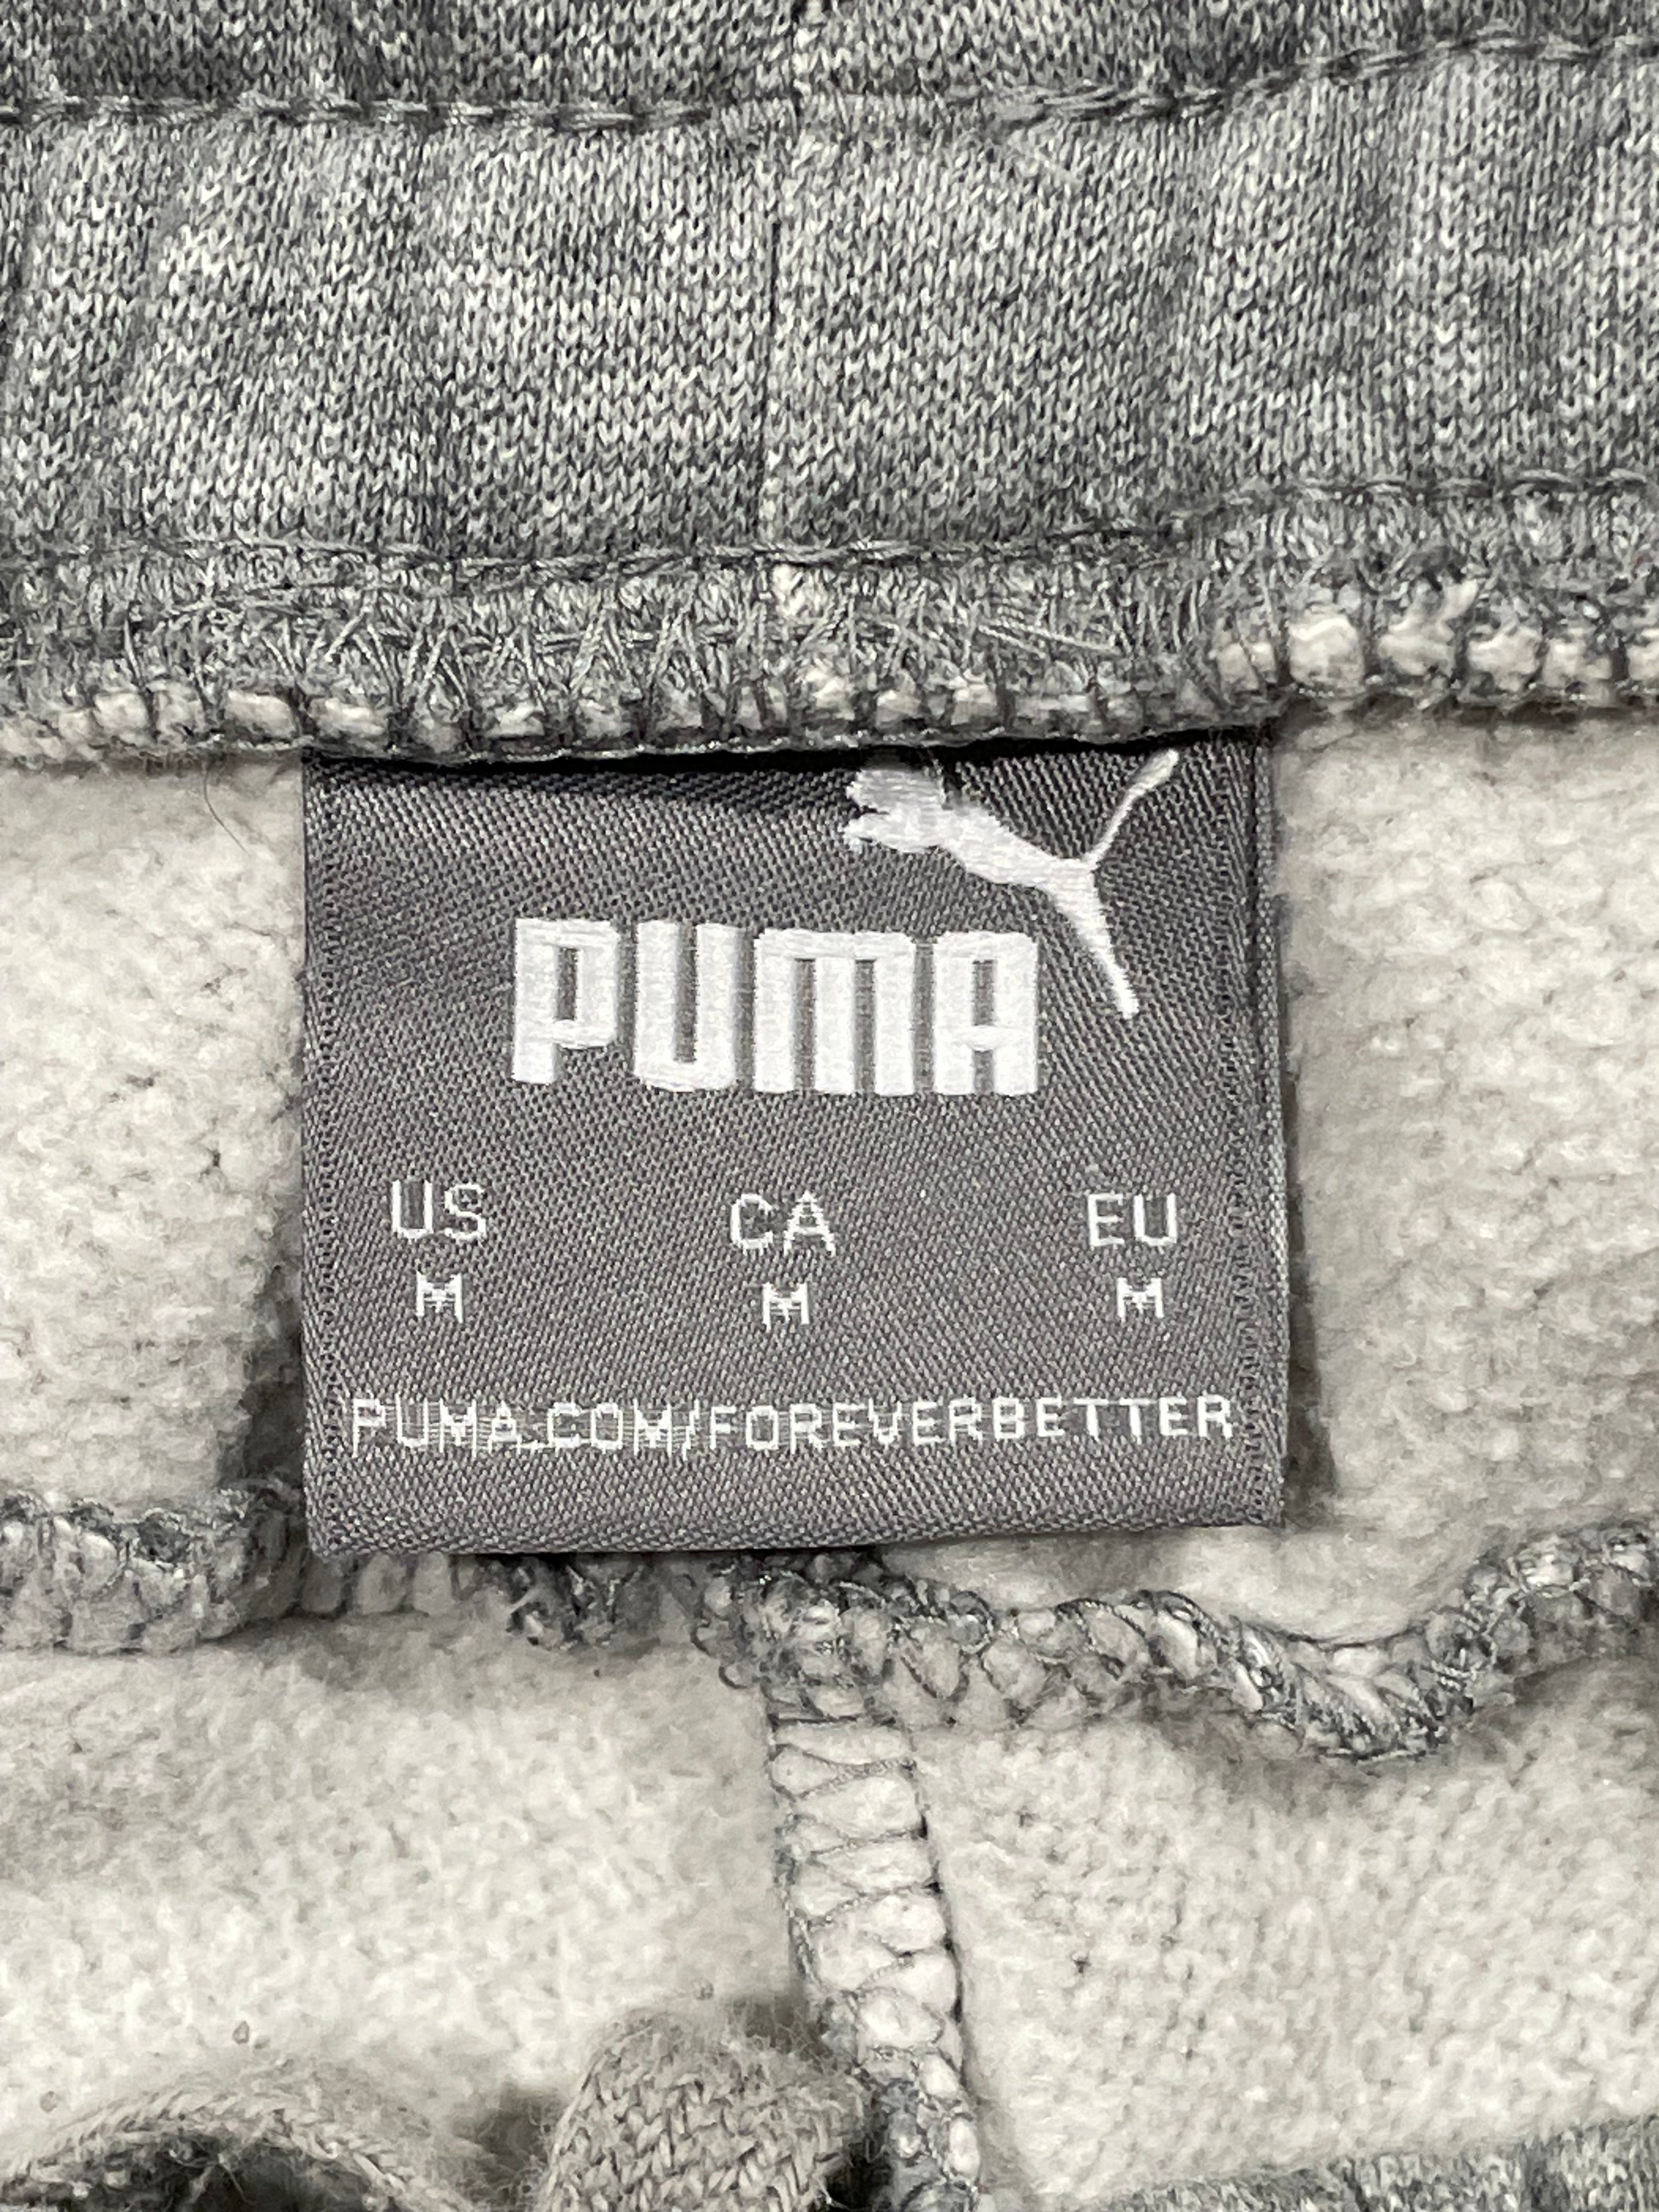 PUMA
US CA EU
M M M
PUMA.COM/FOREVERBETTER